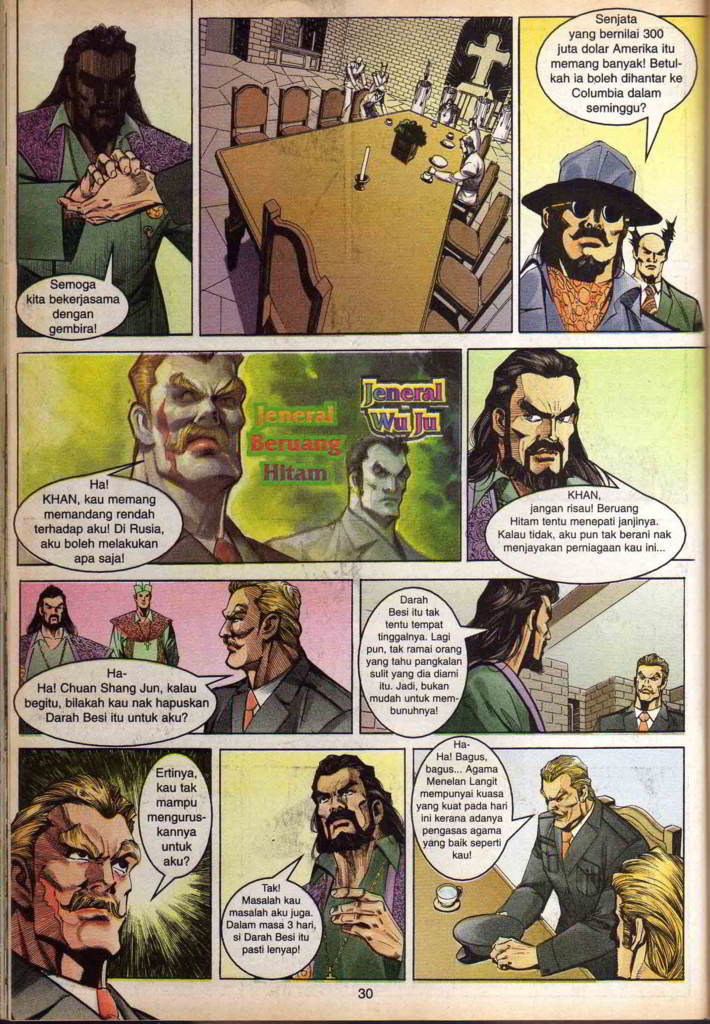 Semoga
kita bekerjasama
dengan
gembira!
Senjata
yang bernilai 300
juta dolar Amerika itu
memang banyak! Betul-
kah ia boleh dihantar ke
Columbia dalam
seminggu?
Jeneral
Beruang
Hitam
Jeneral
Wu Ju
Ha!
KHAN, kau memang
memandang rendah
terhadap aku! Di Rusia,
aku boleh melakukan
apa saja!
KHAN,
jangan risau! Beruang
Hitam tentu menepati janjinya.
Kalau tidak, aku pun tak berani nak
menjayakan perniagaan kau ini...
Ha-
Ha! Chuan Shang Jun, kalau
begitu, bilakah kau nak hapuskan
Darah Besi itu untuk aku?
Darah
Besi itu tak
tentu tempat
tinggalnya. Lagi
pun, tak ramai orang
yang tahu pangkalan
sulit yang dia diami
itu. Jadi, bukan
mudah untuk mem-
bunuhnya!
Ertinya,
kau tak
mampu
mengurus-
kannya
untuk
aku?
Tak!
Masalah kau
masalah aku juga.
Dalam masa 3 hari,
si Darah Besi itu
pasti lenyap!
Ha-
Ha! Bagus,
bagus... Agama
Menelan Langit
mempunyai kuasa
yang kuat pada hari
ini kerana adanya
pengasas agama
yang baik seperti
kau!
30